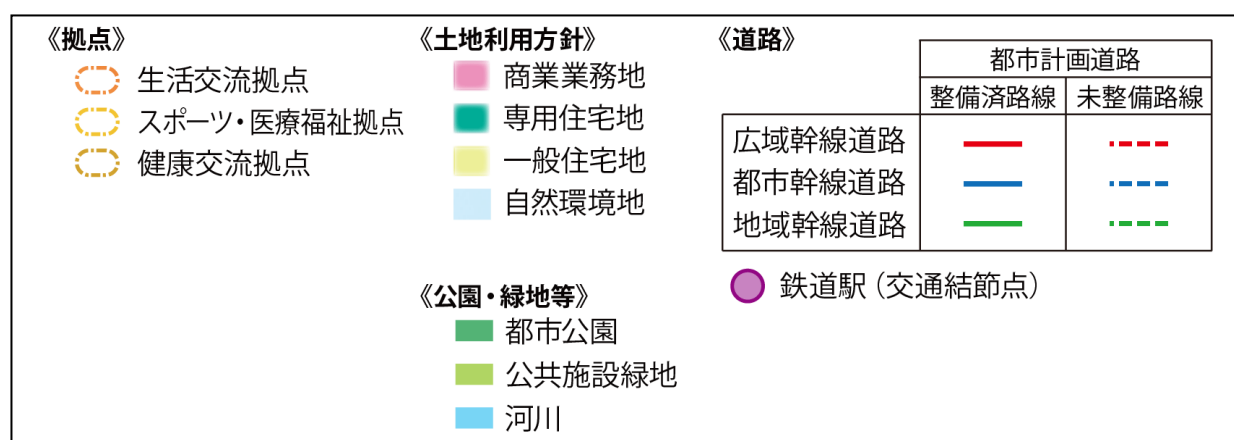 《拠点》
生活交流拠点
スポーツ・医療福祉拠点
健康交流拠点
《土地利用方針》
商業業務地
専用住宅地
一般住宅地
自然環境地
《公園・緑地等》
都市公園
公共施設緑地
河川
《道路》
都市計画道路
整備済路線 未整備路線
広域幹線道路
都市幹線道路
地域幹線道路
鉄道駅（交通結節点）